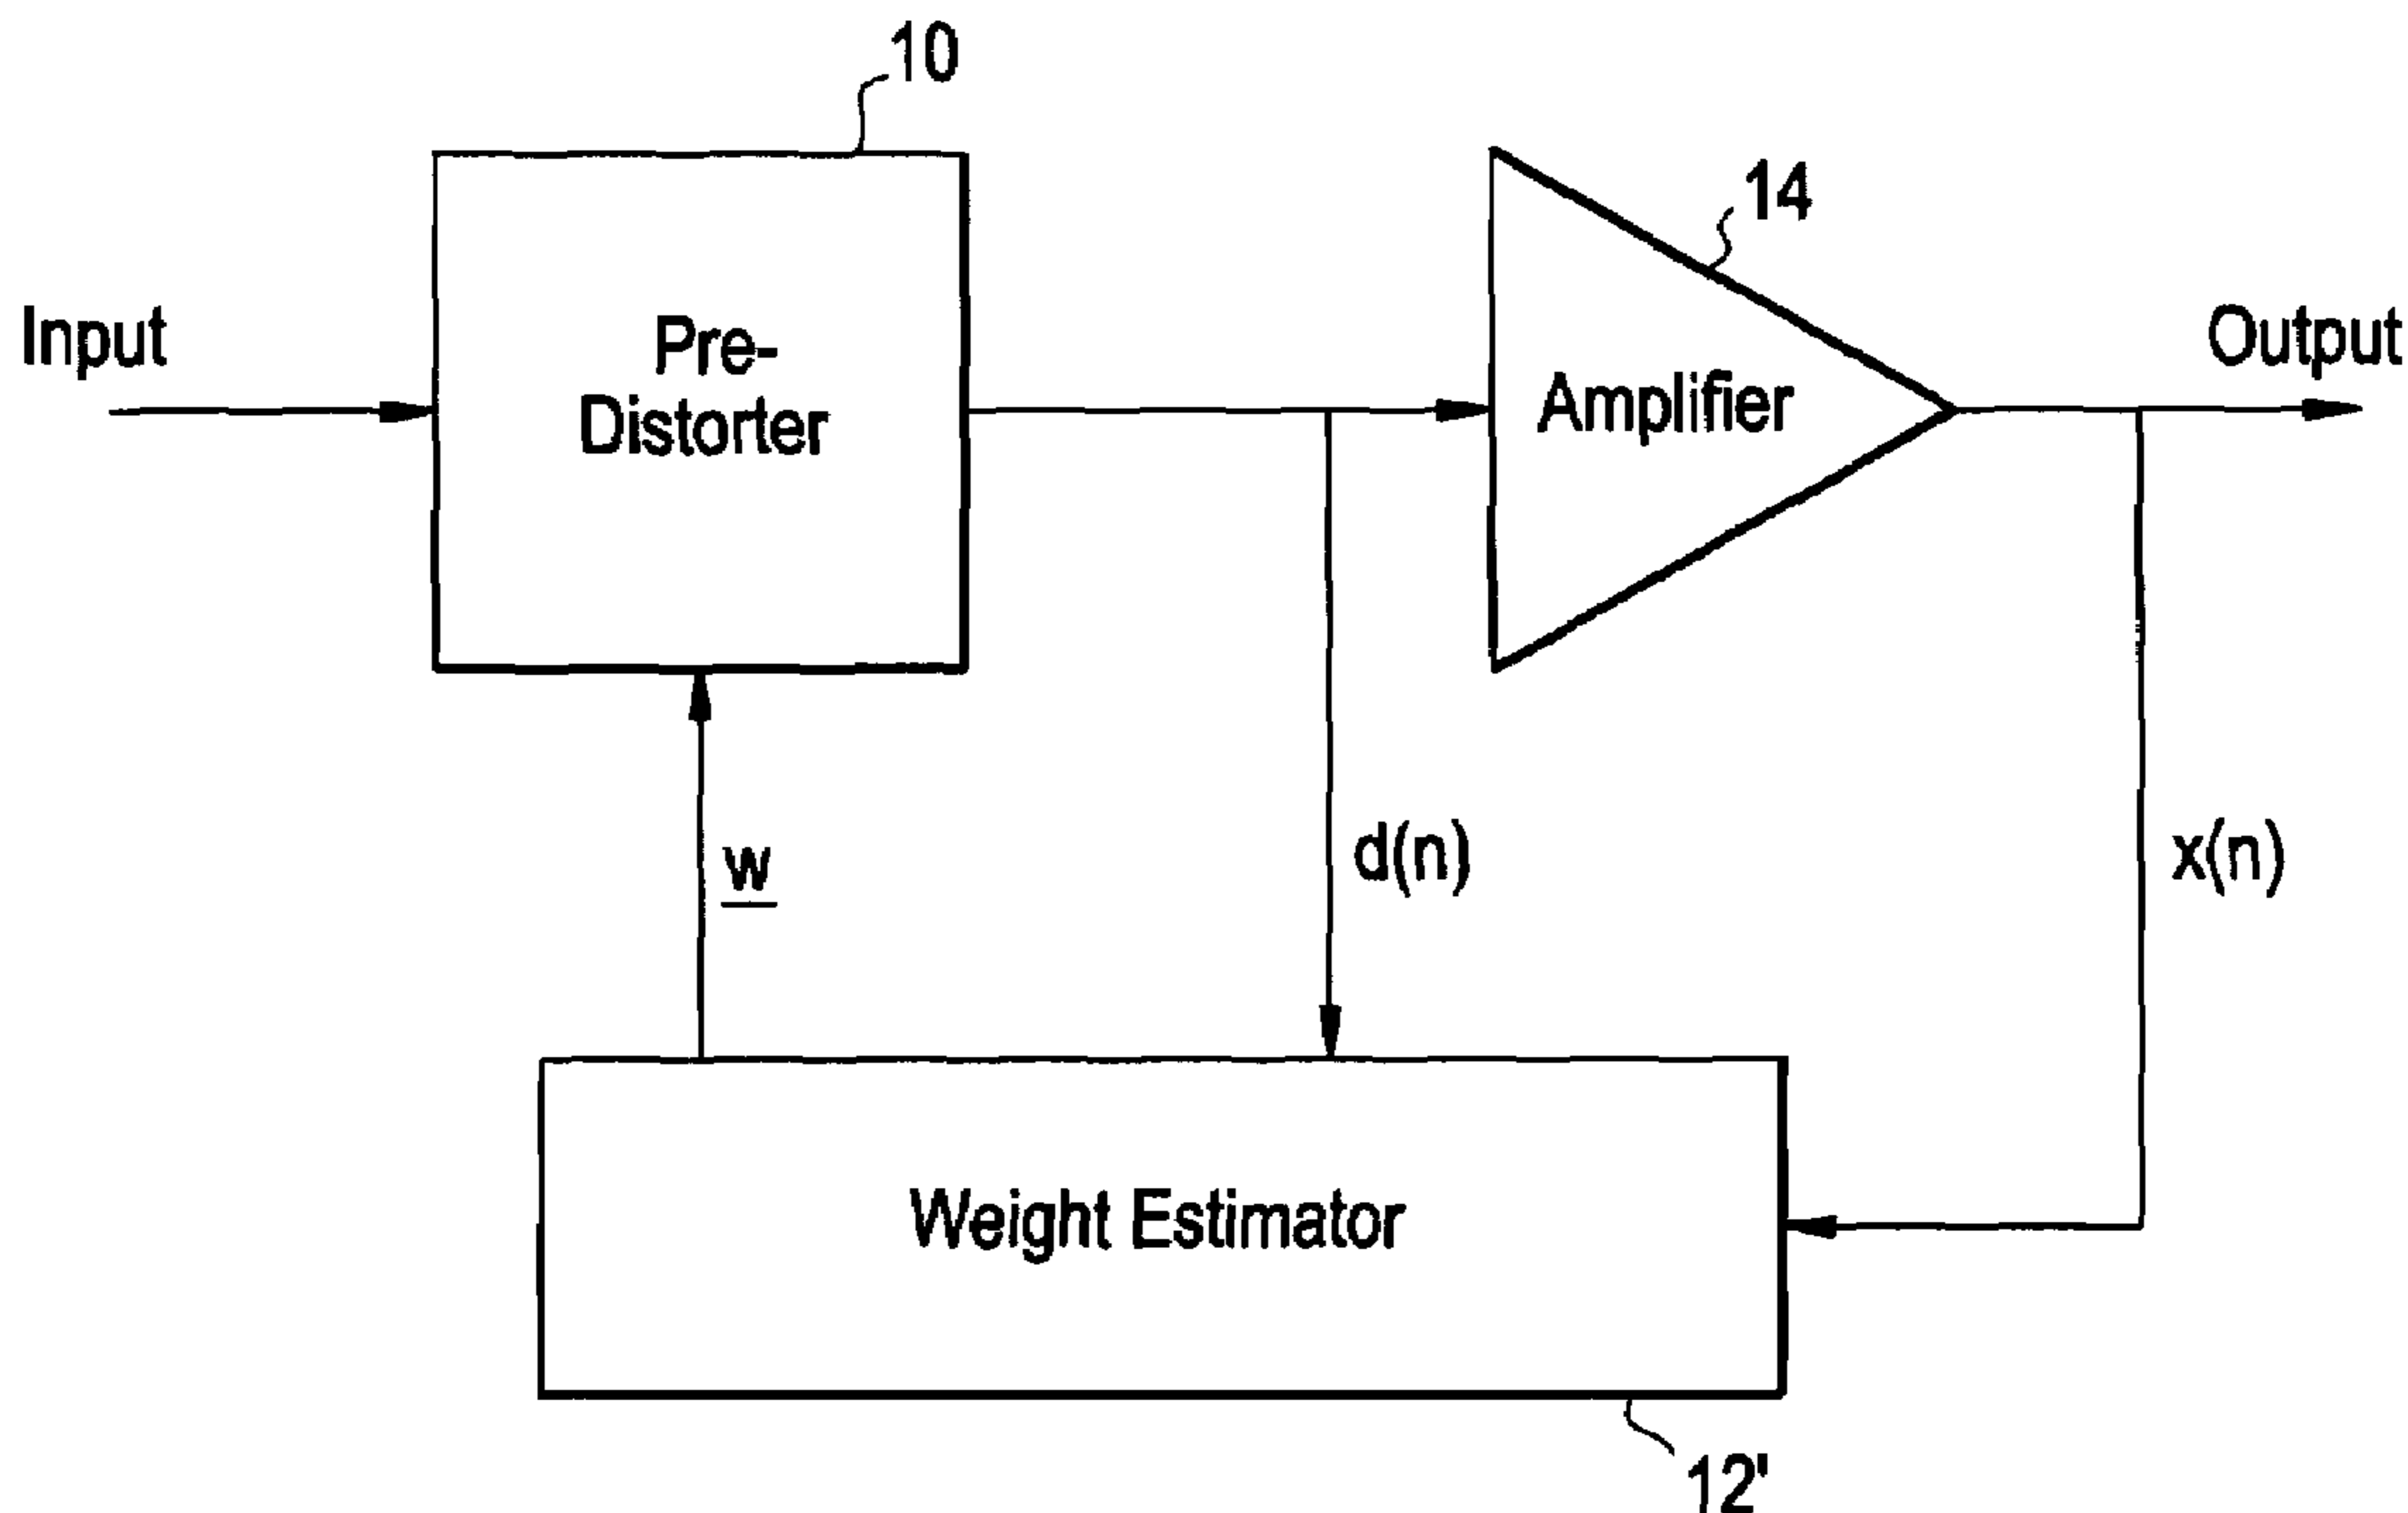 10
14
Input
Pre-
Distorter
Amplifier
Output
w
d(n)
x(n)
Weight Estimator
12'